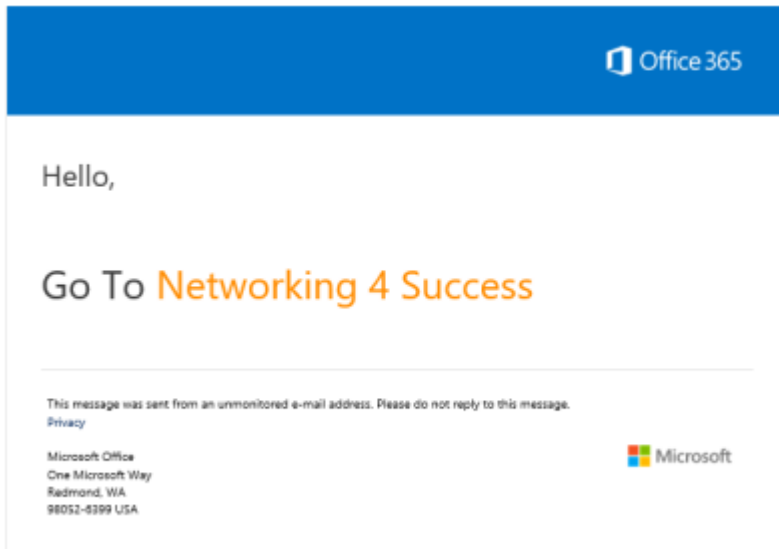 Office 365
Hello,
Go To Networking 4 Success
This message was sent from an unmonitored e-mail address. Please do not reply to this message.
Privacy
Microsoft Office
One Microsoft Way
Redmond, WA
98052-6399 USA
Microsoft